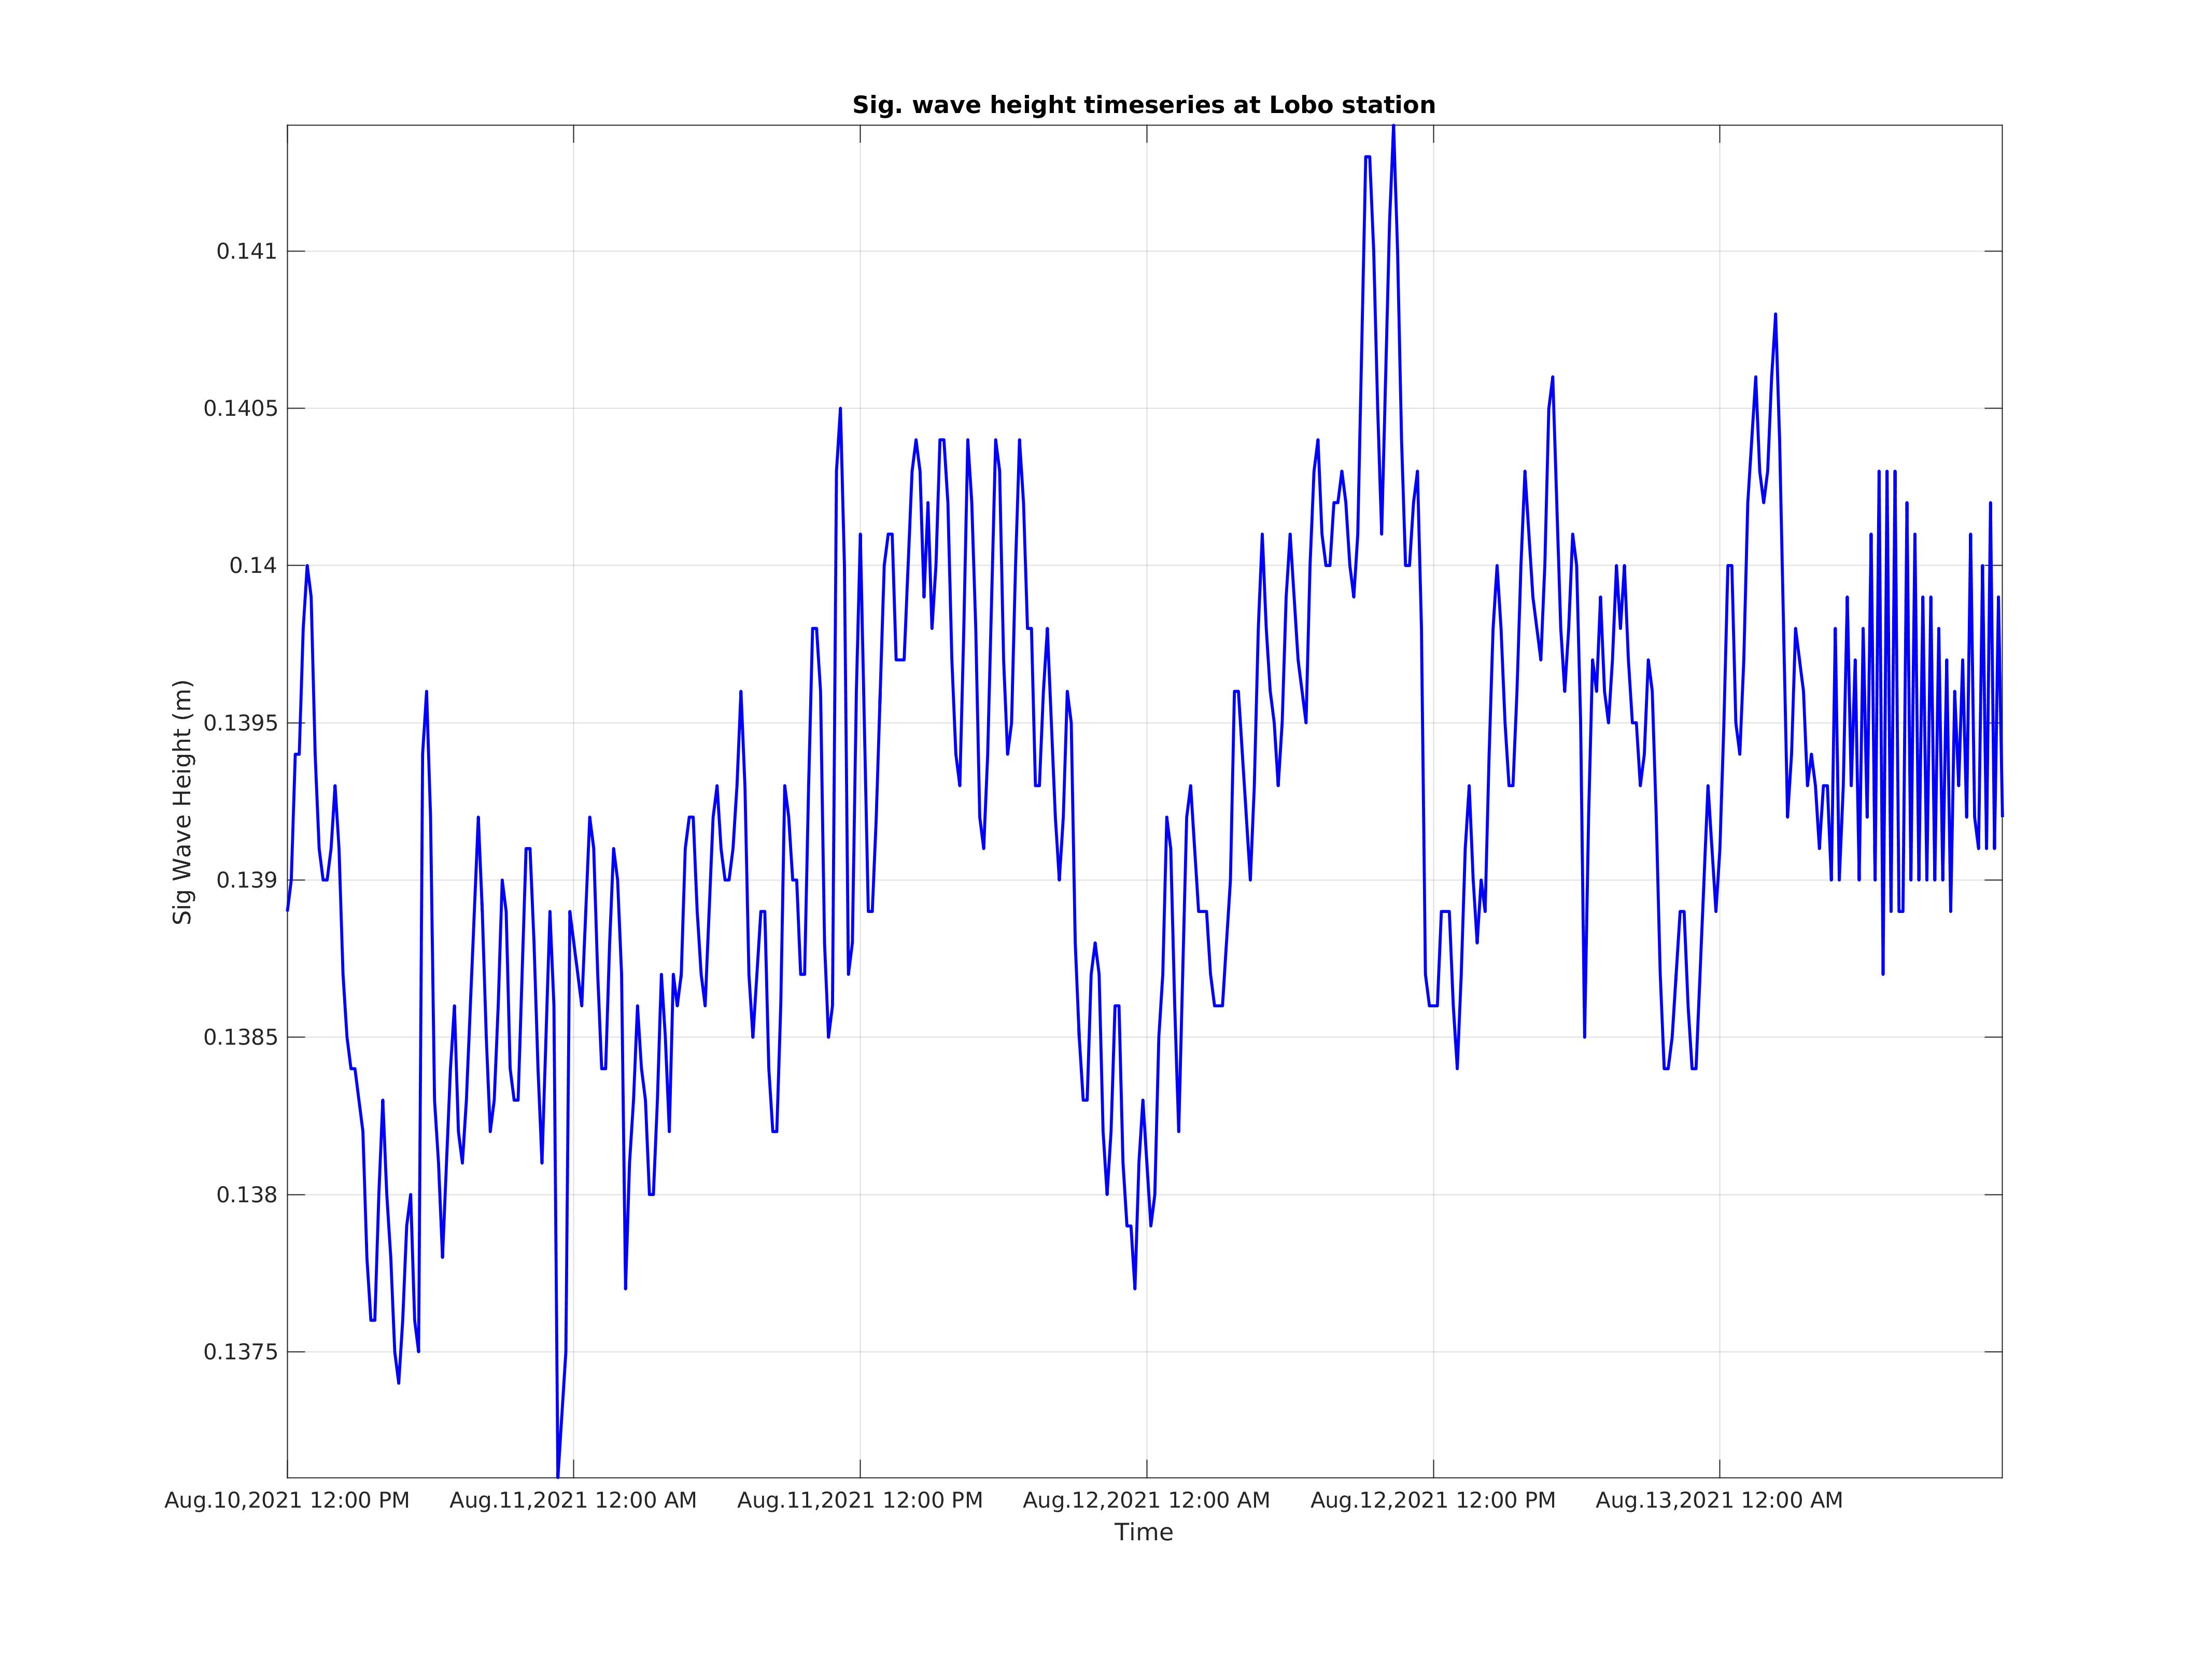 Sig. wave height timeseries at Lobo station
Sig Wave Height (m)
0.141
0.1405
0.14
0.1395
0.139
0.1385
0.138
0.1375
Aug.10,2021 12:00 PM Aug.11,2021 12:00 AM Aug.11,2021 12:00 PM Aug.12,2021 12:00 AM Aug.12,2021 12:00 PM Aug.13,2021 12:00 AM
Time